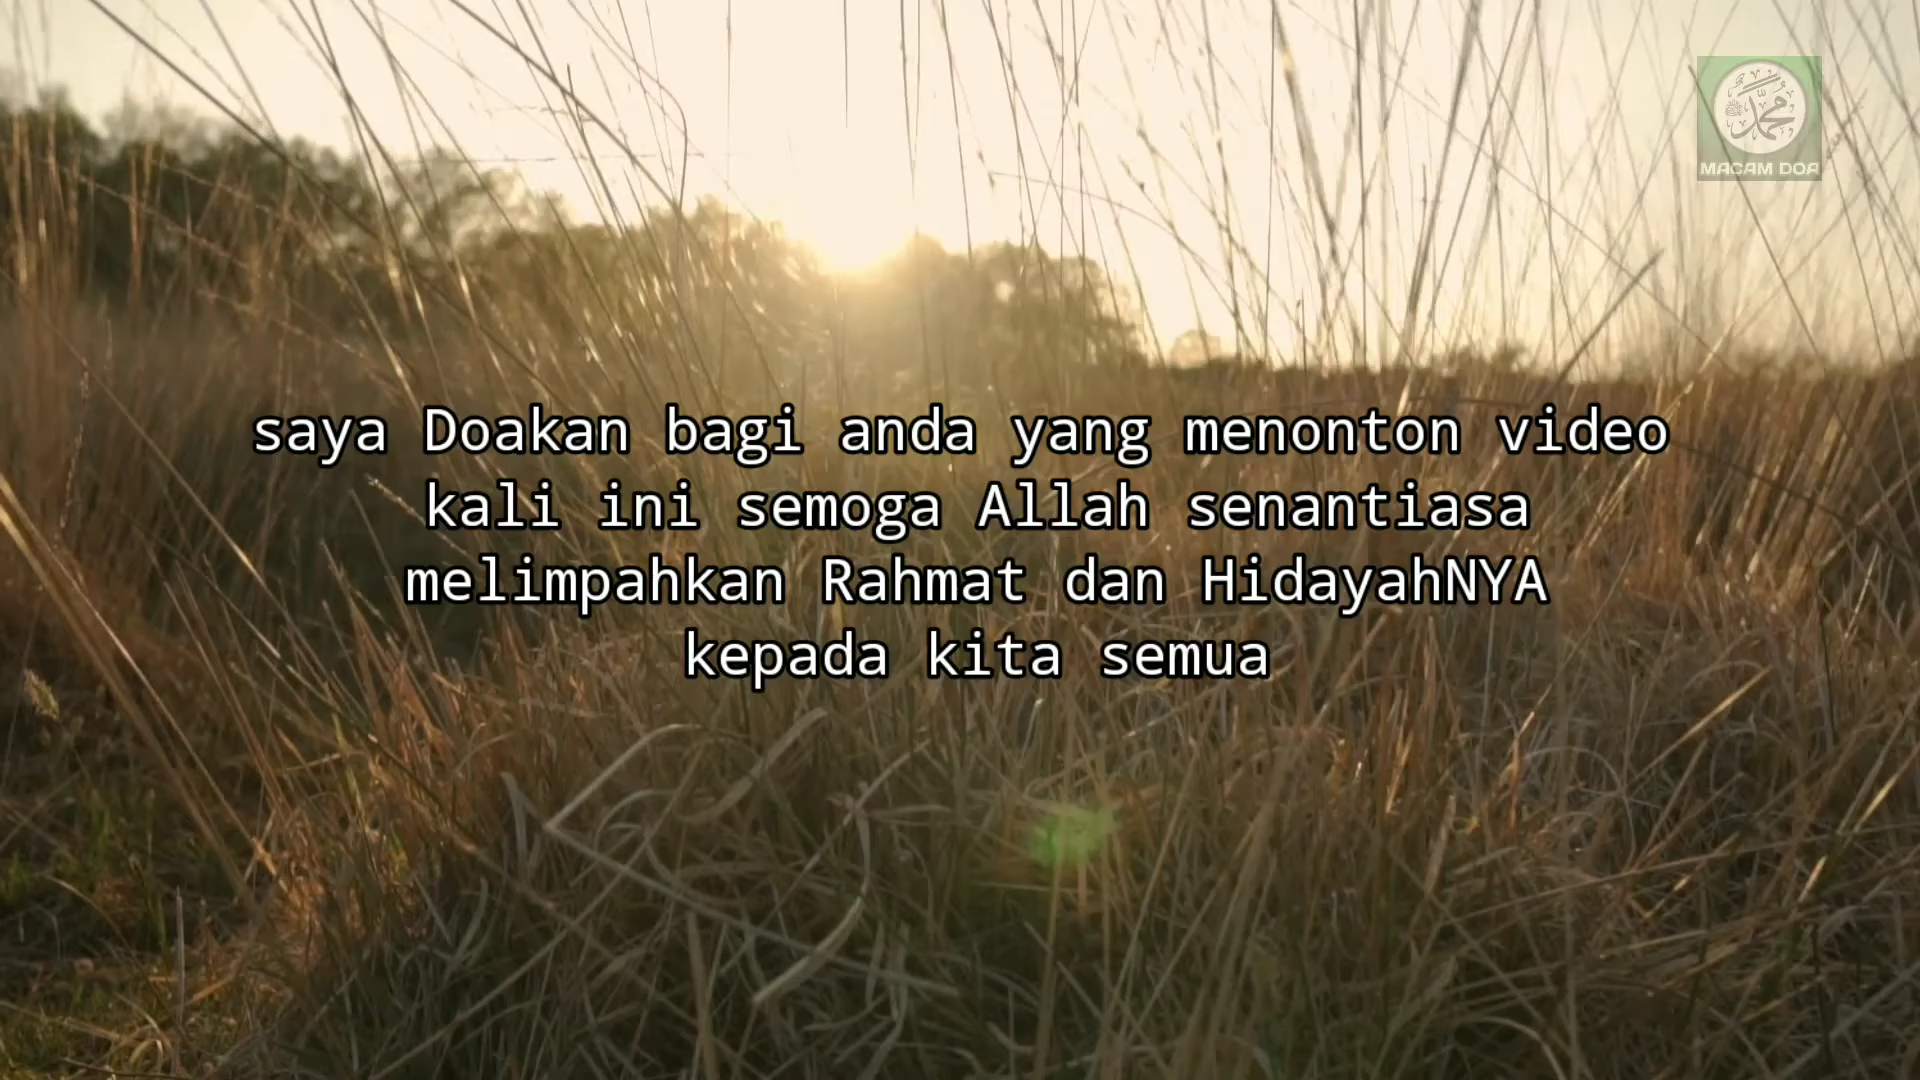 محمد
MACAM DOA
saya Doakan bagi anda yang menonton video
kali ini semoga Allah senantiasa
melimpahkan Rahmat dan HidayahNYA
kepada kita semua